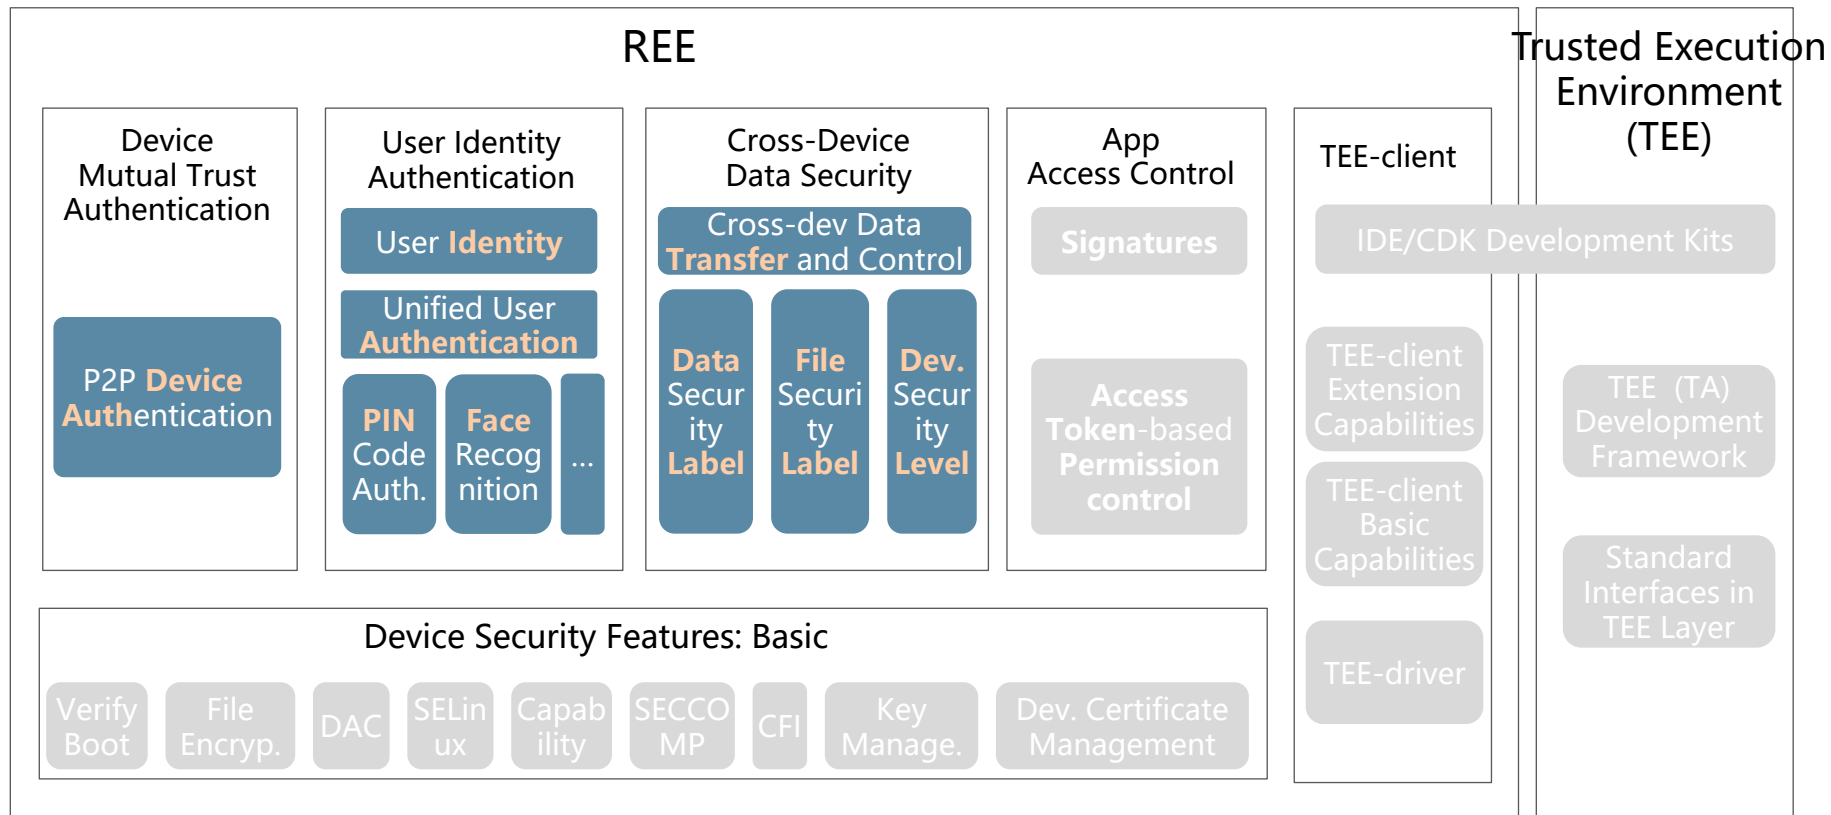 REE
Trusted Execution
Environment
(TEE)
Device
Mutual Trust
Authentication
P2P Device
Authentication
User Identity
Authentication
User Identity
Unified User
Authentication
PIN
Code
Auth.
Face
Recog
nition
...
Cross-Device
Data Security
Cross-dev Data
Transfer and Control
Data
Secur
ity
Label
File
Securi
ty
Label
Dev.
Secur
ity
Level
App
Access Control
Signatures
Access
Token-based
Permission
control
TEE-client
IDE/CDK Development Kits
TEE-client
Extension
Capabilities
TEE-client
Basic
Capabilities
TEE-driver
TEE (TA)
Development
Framework
Standard
Interfaces in
TEE Layer
Device Security Features: Basic
Verify
Boot
File
Encryp.
DAC
SELin
ux
Capab
ility
SECCO
MP
CFI
Key
Manage.
Dev. Certificate
Management